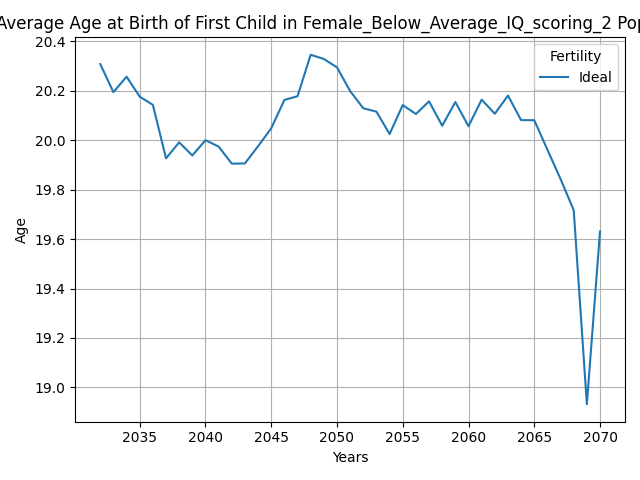 Average Age at Birth of First Child in Female_Below_Average_IQ_scoring_2
Fertility
Ideal
20.4
20.2
20.0
19.8
19.6
19.4
19.2
19.0
Age
2035 2040 2045 2050 2055 2060 2065 2070
Years